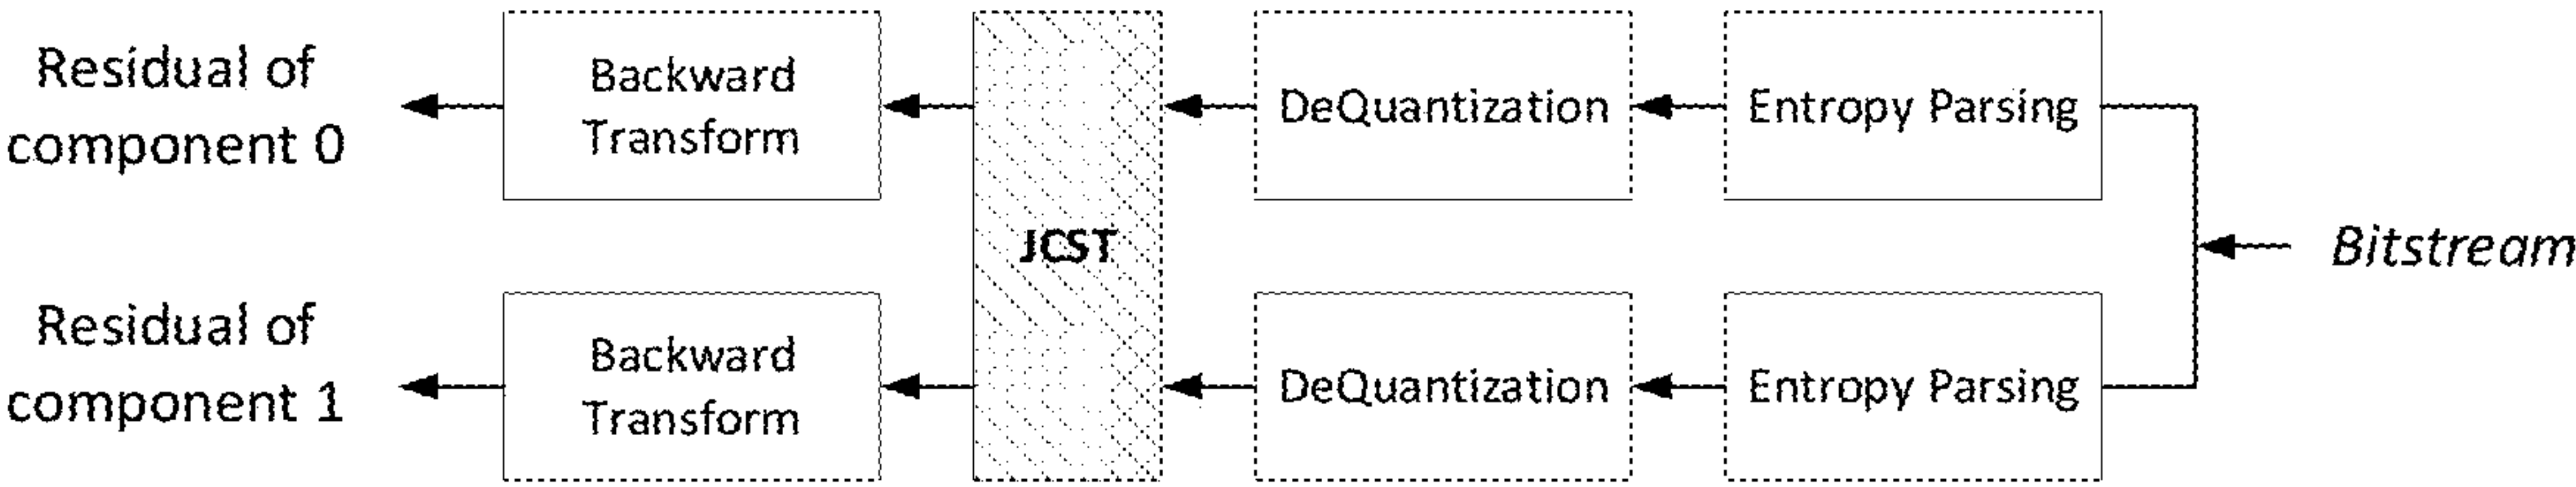 Residual of
component 0
Backward
Transform
JCST
DeQuantization
Entropy Parsing
Bitstream
Residual of
component 1
Backward
Transform
DeQuantization
Entropy Parsing